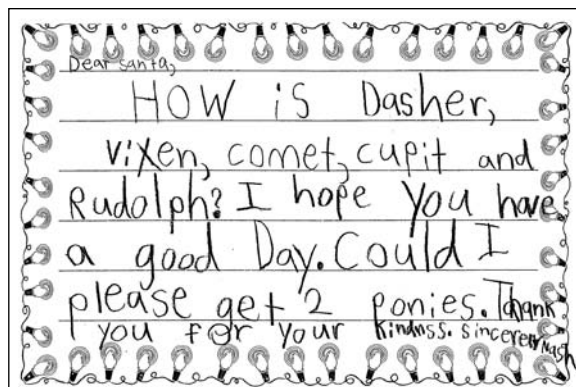 Dear santa,
HOW is Dasher,
vixen, comet, cupit and
Rudolph? I hope you have
a good Day. Could I
please get 2 ponies. Thank
you for your kindnss. sincerely Nash